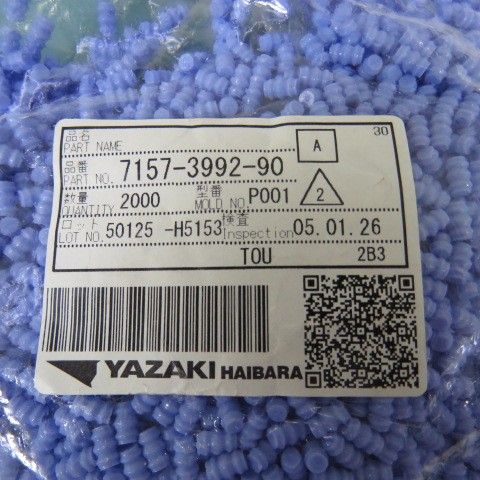 品名
PART NAME
A
30
品番
PART NO. 7157-3992-90
数量
QUANTITY 2000
型番
MOLD NO. P001
2
ロット
LOT NO. 50125 -H5153
検査
Inspection 05.01.26
TOU 2B3
YAZAKI HAIBARA